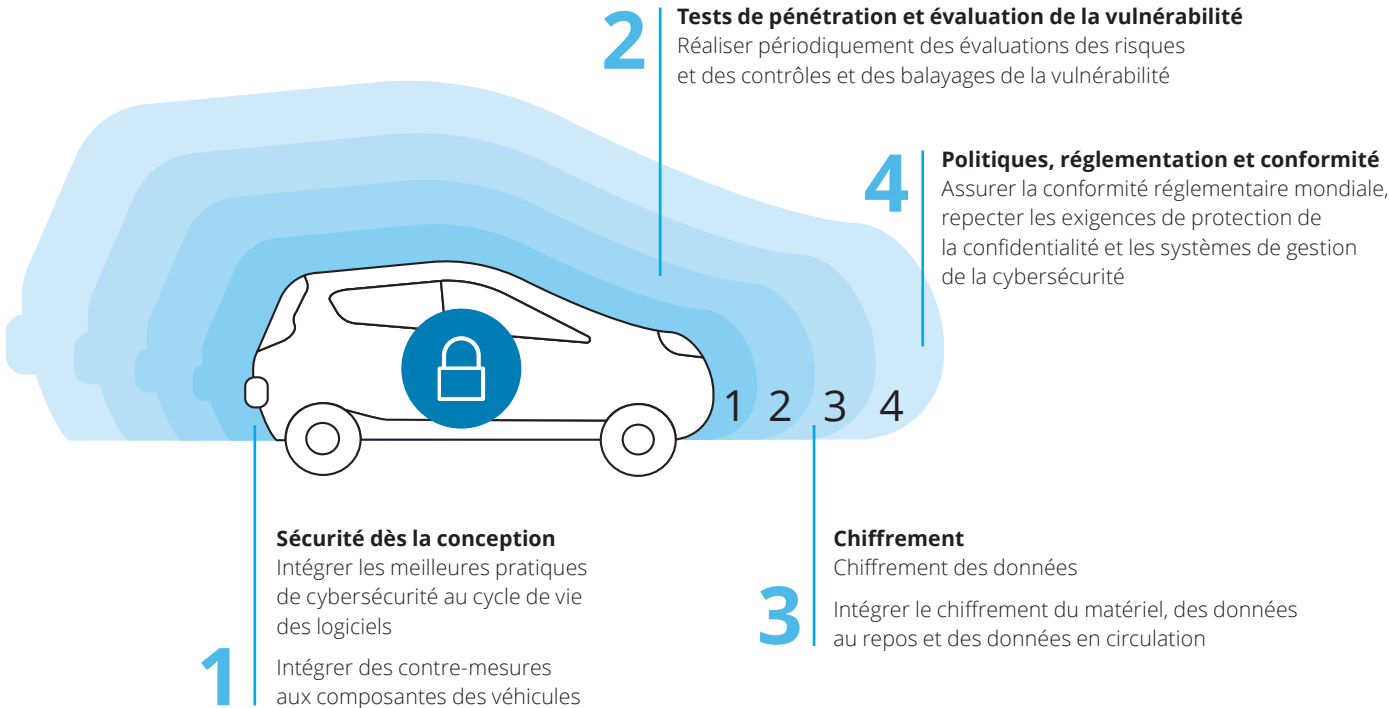 2
Tests de pénétration et évaluation de la vulnérabilité
Réaliser périodiquement des évaluations des risques
et des contrôles et des balayages de la vulnérabilité
4
Politiques, réglementation et conformité
Assurer la conformité réglementaire mondiale,
repecter les exigences de protection de
la confidentialité et les systèmes de gestion
de la cybersécurité
1 2 3 4
1
Sécurité dès la conception
Intégrer les meilleures pratiques
de cybersécurité au cycle de vie
des logiciels
Intégrer des contre-mesures
aux composantes des véhicules
3
Chiffrement
Chiffrement des données
Intégrer le chiffrement du matériel, des données
au repos et des données en circulation